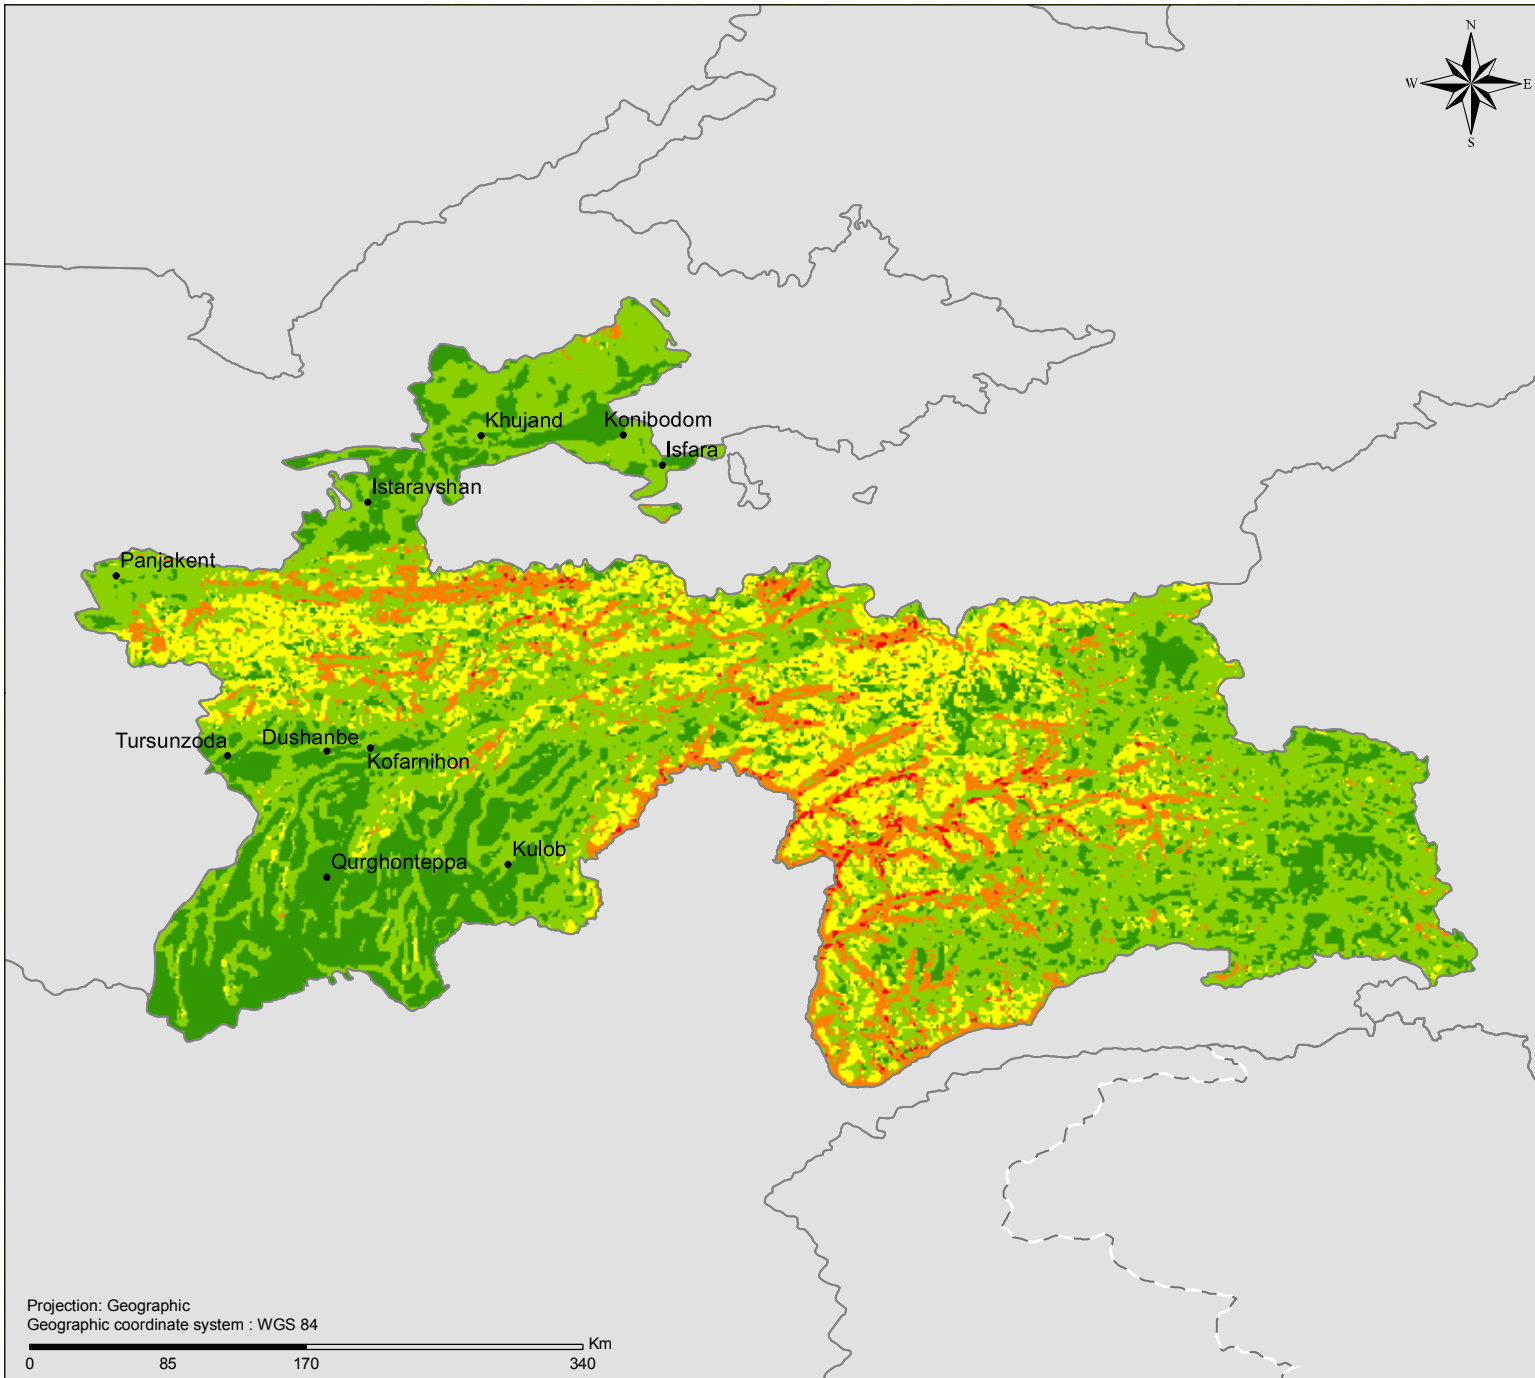 N
W E
S
Khujand
Konibodom
Isfara
Istaravshan
Panjakent
Tursunzoda
Dushanbe
Kofarnihon
Kulob
Qurghonteppa
Projection: Geographic
Geographic coordinate system : WGS 84
Km
0 85 170 340